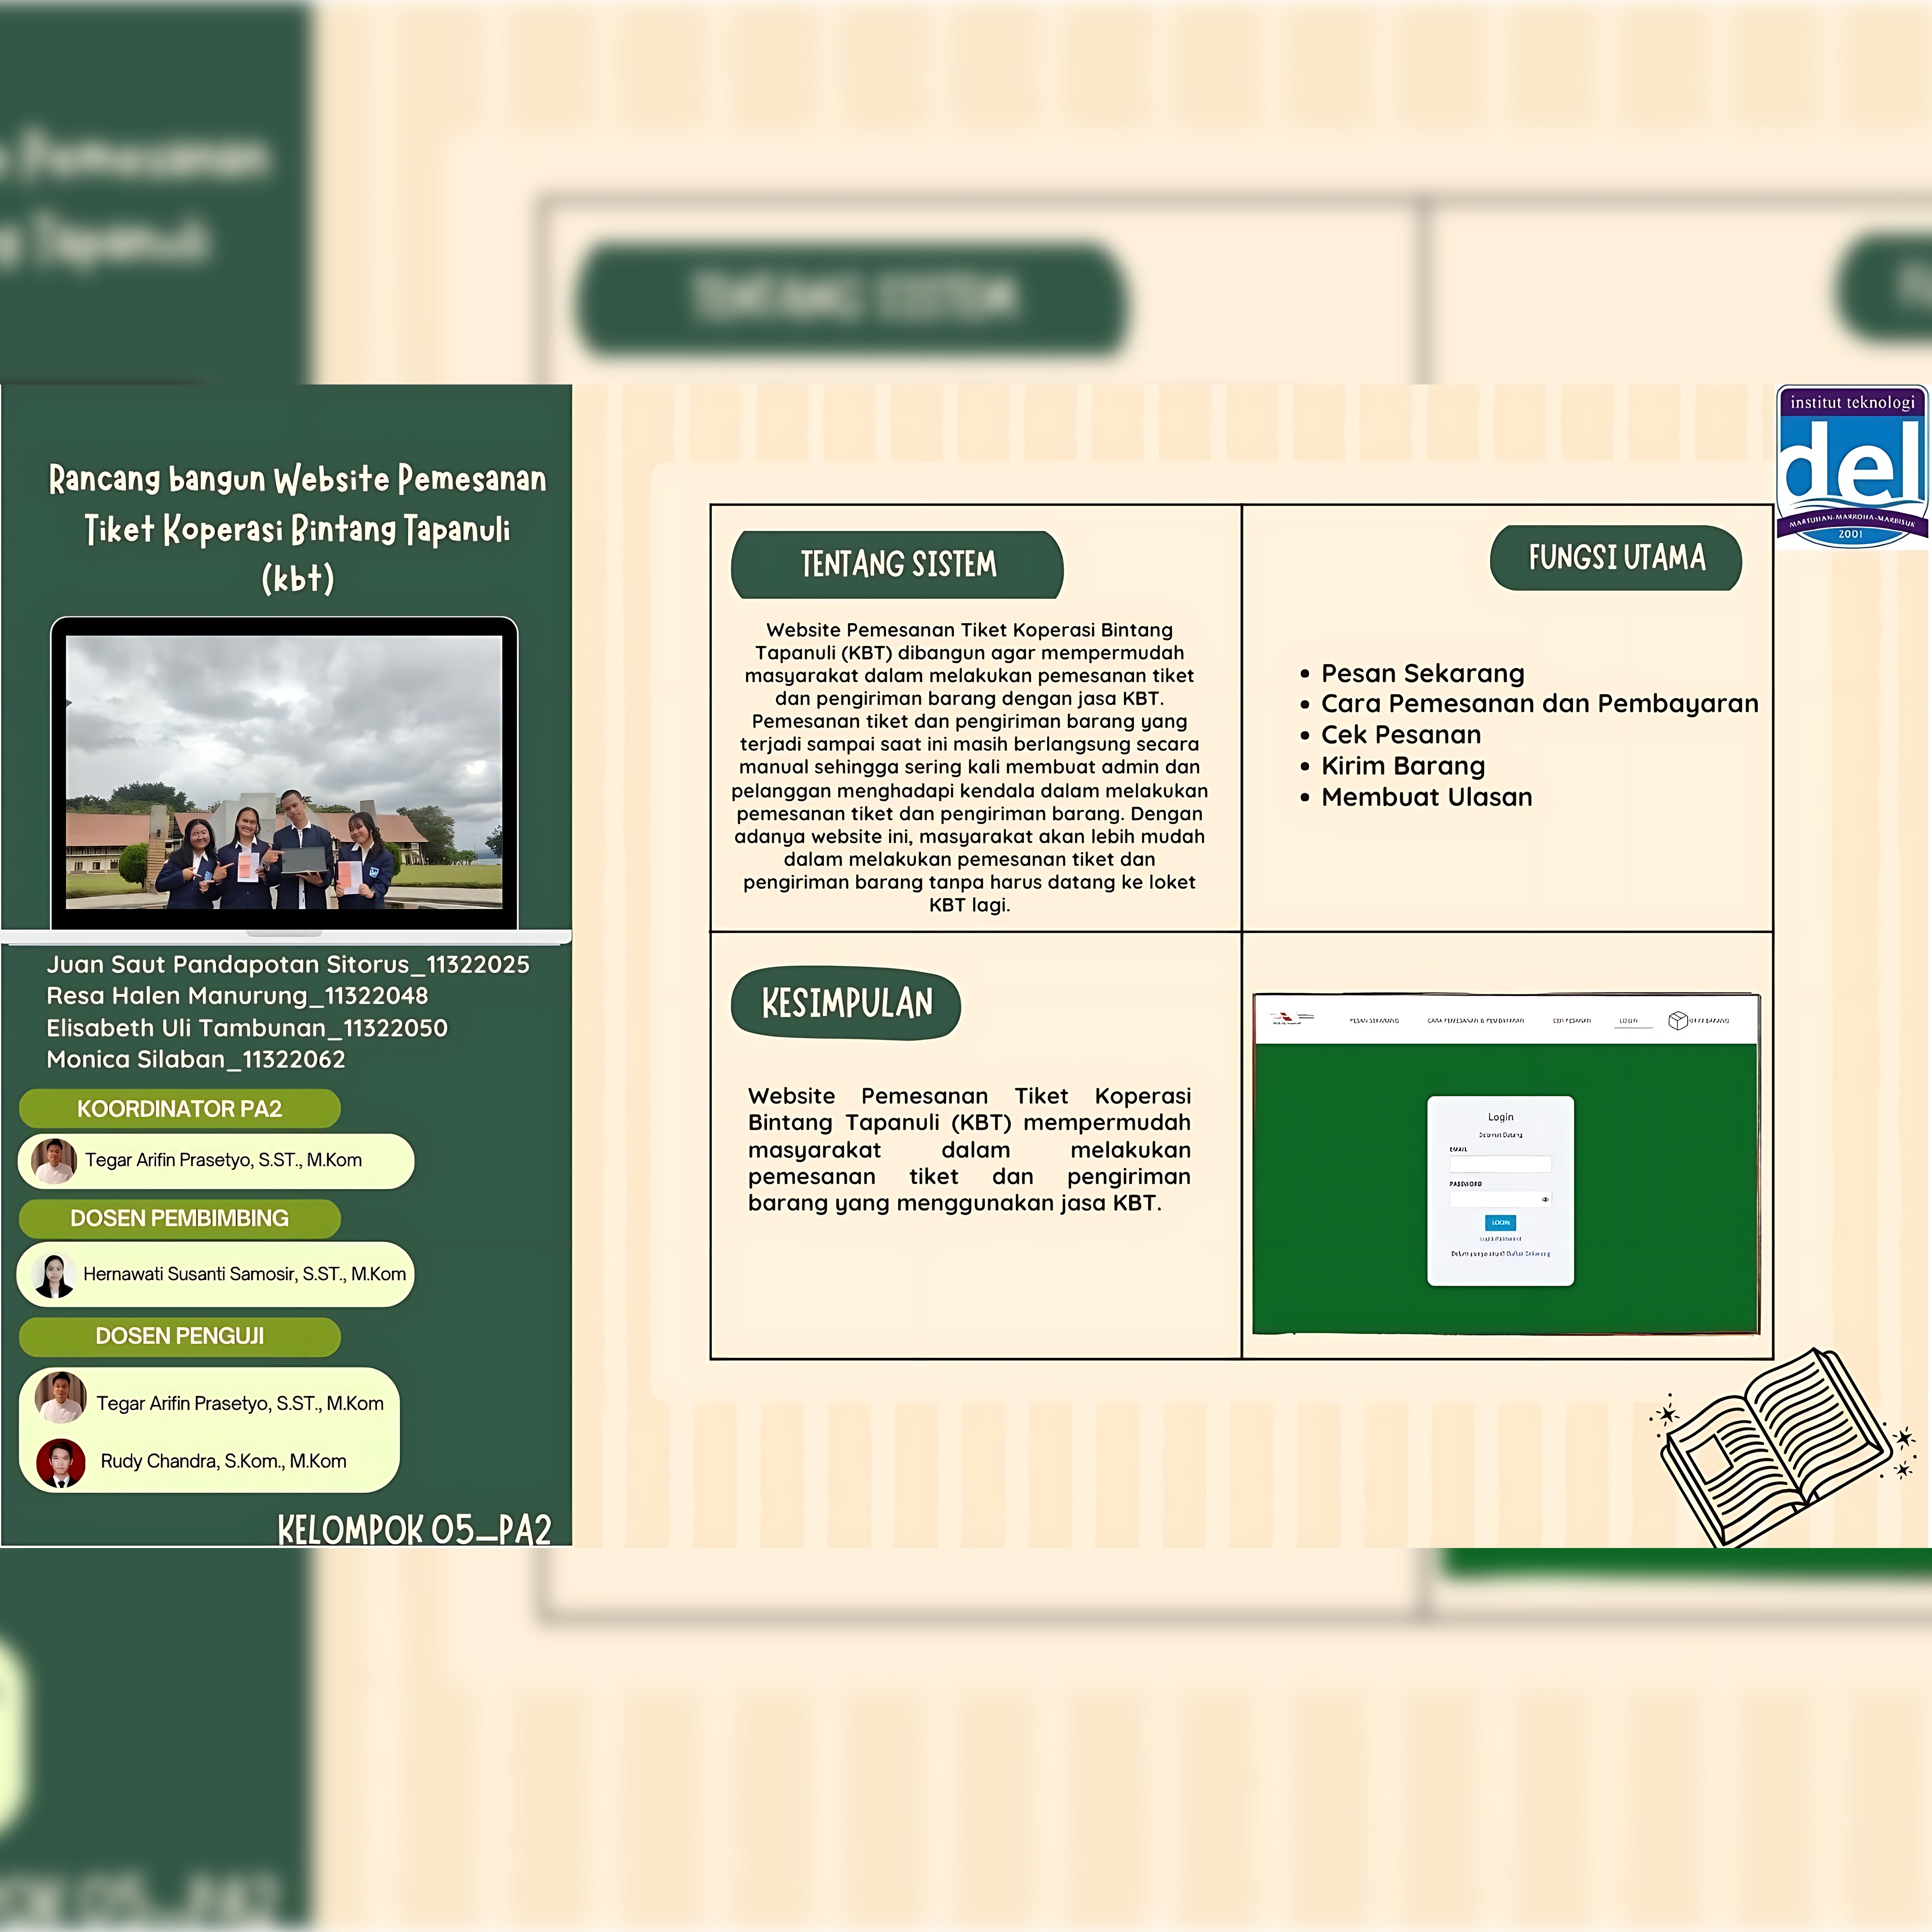 Rancang bangun Website Pemesanan
Tiket Koperasi Bintang Tapanuli
(kbt)
Juan Saut Pandapotan Sitorus_11322025
Resa Halen Manurung_11322048
Elisabeth Uli Tambunan_11322050
Monica Silaban_11322062
KOORDINATOR PA2
Tegar Arifin Prasetyo, S.ST., M.Kom
DOSEN PEMBIMBING
Hernawati Susanti Samosir, S.ST., M.Kom
DOSEN PENGUJI
Tegar Arifin Prasetyo, S.ST., M.Kom
Rudy Chandra, S.Kom., M.Kom
KELOMPOK 05_PA2
TENTANG SISTEM
Website Pemesanan Tiket Koperasi Bintang
Tapanuli (KBT) dibangun agar mempermudah
masyarakat dalam melakukan pemesanan tiket
dan pengiriman barang dengan jasa KBT.
Pemesanan tiket dan pengiriman barang yang
terjadi sampai saat ini masih berlangsung secara
manual sehingga sering kali membuat admin dan
pelanggan menghadapi kendala dalam melakukan
pemesanan tiket dan pengiriman barang. Dengan
adanya website ini, masyarakat akan lebih mudah
dalam melakukan pemesanan tiket dan
pengiriman barang tanpa harus datang ke loket
KBT lagi.
FUNGSI UTAMA
• Pesan Sekarang
• Cara Pemesanan dan Pembayaran
• Cek Pesanan
• Kirim Barang
• Membuat Ulasan
KESIMPULAN
Website Pemesanan Tiket Koperasi
Bintang Tapanuli (KBT) mempermudah
masyarakat dalam melakukan
pemesanan tiket dan pengiriman
barang yang menggunakan jasa KBT.
PESAN SEKARANG CARA PEMESANAN & PEMBAYARAN CEK PESANAN LOGIN KIRIM BARANG
Login
Selamat Datang
EMAIL
PASSWORD
LOGIN
institut teknologi
del
MARTUHAN-MARROHA-MARBISUK
2001